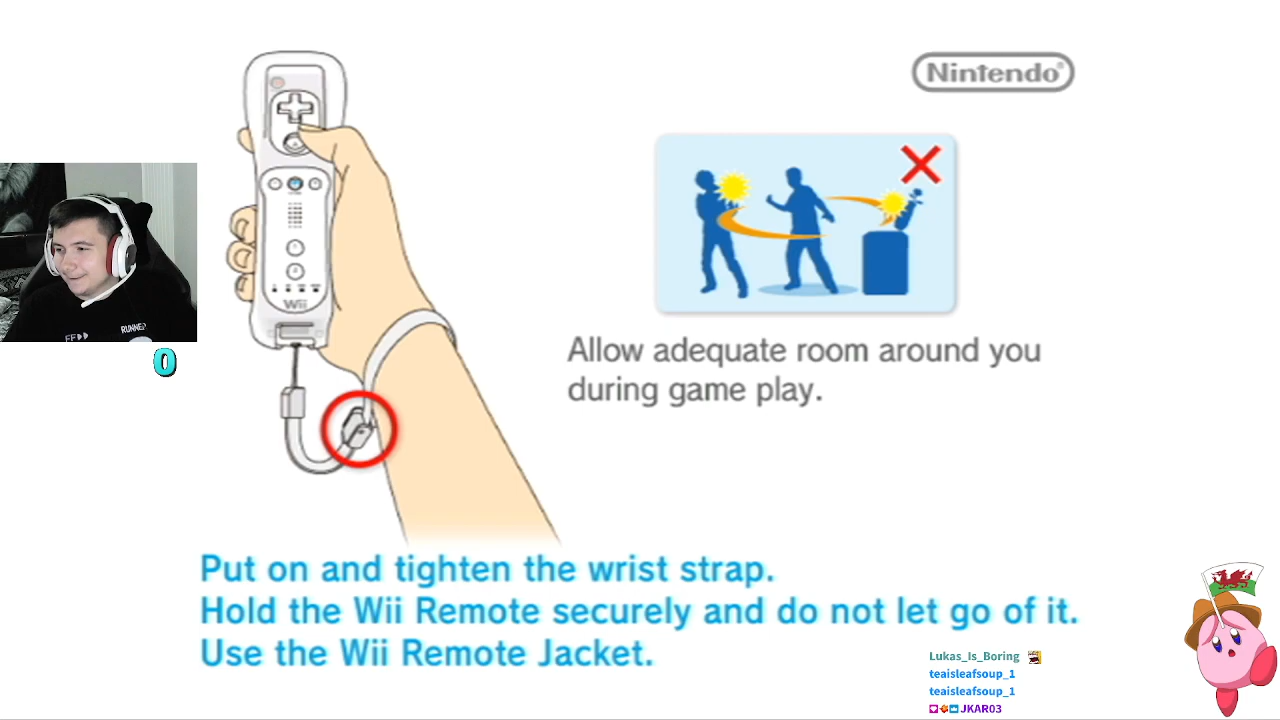 Nintendo®
Wii
Allow adequate room around you
during game play.
RUNNER
0
Put on and tighten the wrist strap.
Hold the Wii Remote securely and do not let go of it.
Use the Wii Remote Jacket.
Lukas_Is_Boring
teaisleafsoup_1
teaisleafsoup_1
JKAR03